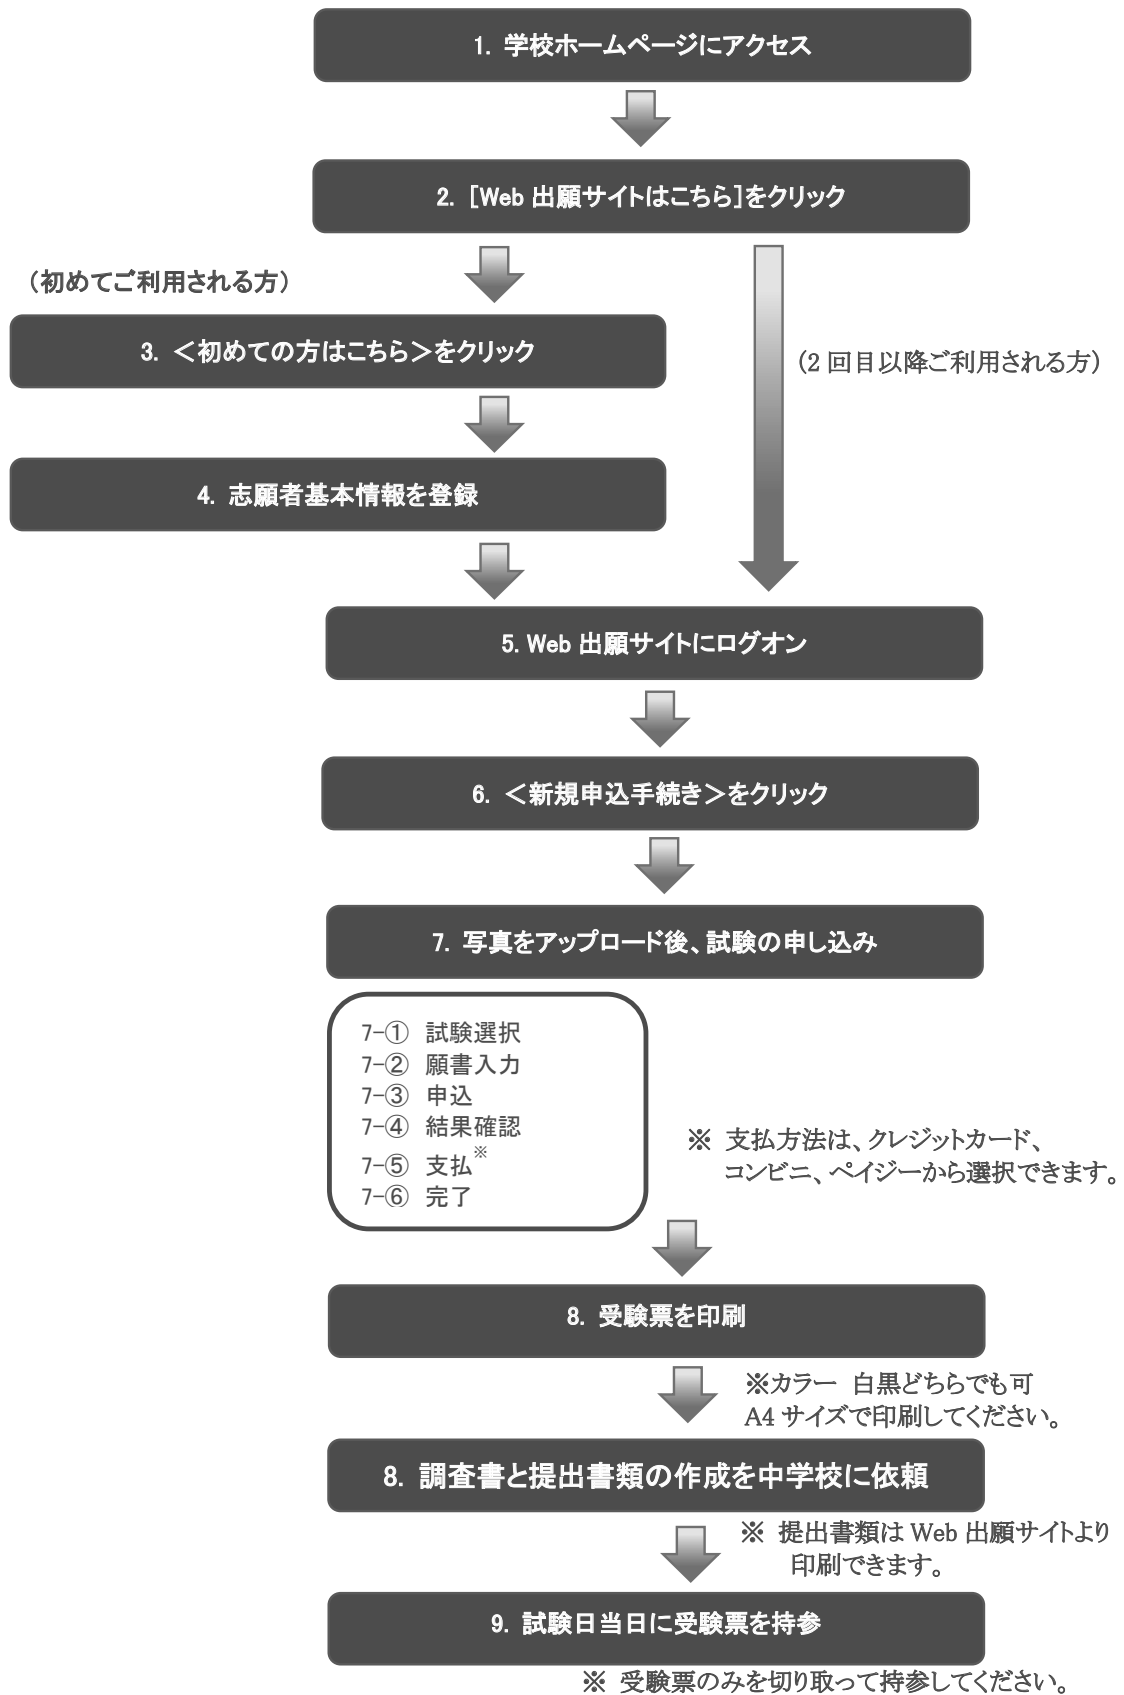 1. 学校ホームページにアクセス
2. [Web 出願サイトはこちら]をクリック
（初めてご利用される方）
3. ＜初めての方はこちら＞をクリック
（2 回目以降ご利用される方）
4. 志願者基本情報を登録
5. Web 出願サイトにログオン
6. ＜新規申込手続き＞をクリック
7. 写真をアップロード後、試験の申し込み
7-① 試験選択
7-② 願書入力
7-③ 申込
7-④ 結果確認
7-⑤ 支払※
7-⑥ 完了
※ 支払方法は、クレジットカード、
コンビニ、ペイジーから選択できます。
8. 受験票を印刷
※カラー 白黒どちらでも可
A4 サイズで印刷してください。
8. 調査書と提出書類の作成を中学校に依頼
※ 提出書類は Web 出願サイトより
印刷できます。
9. 試験日当日に受験票を持参
※ 受験票のみを切り取って持参してください。